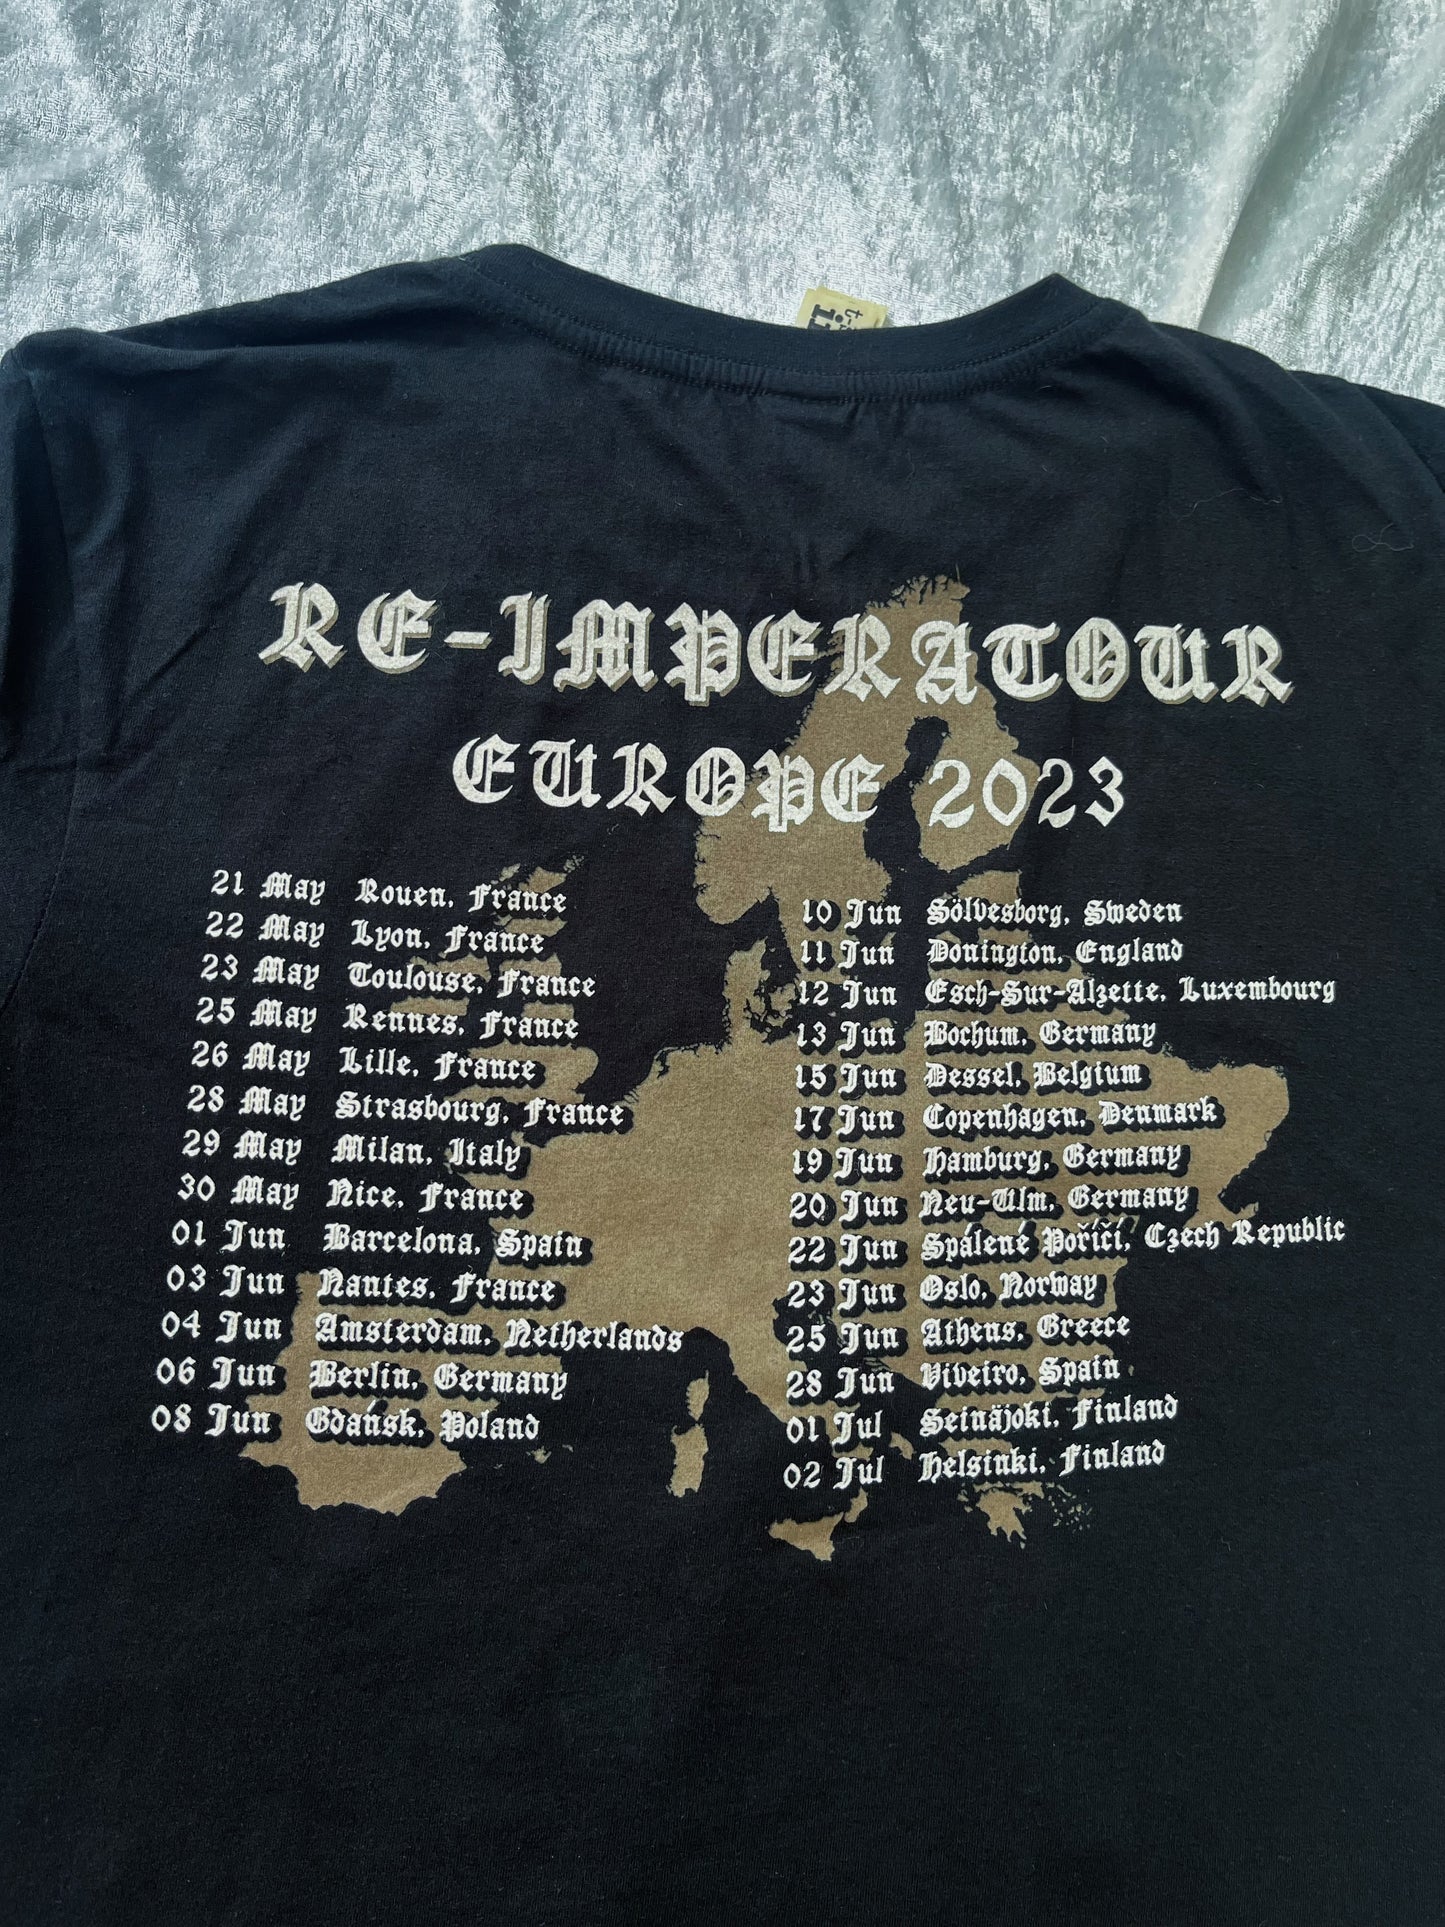 RE-IMPERATOUR
EUROPE 2023
21 May Rouen, France
22 May Lyon, France
23 May Toulouse, France
25 May Rennes, France
26 May Lille, France
28 May Strasbourg, France
29 May Milan, Italy
30 May Nice, France
01 Jun Barcelona, Spain
03 Jun Nantes, France
04 Jun Amsterdam, Netherlands
06 Jun Berlin, Germany
08 Jun Gdańsk, Poland
10 Jun Sölvesborg, Sweden
11 Jun Donington, England
12 Jun Esch-Sur-Alzette, Luxembourg
13 Jun Bochum, Germany
15 Jun Dessel, Belgium
17 Jun Copenhagen, Denmark
19 Jun Hamburg, Germany
20 Jun Neu-Ulm, Germany
22 Jun Spálené Poříčí, Czech Republic
23 Jun Oslo, Norway
25 Jun Athens, Greece
28 Jun Viveiro, Spain
01 Jul Seinäjoki, Finland
02 Jul Helsinki, Finland